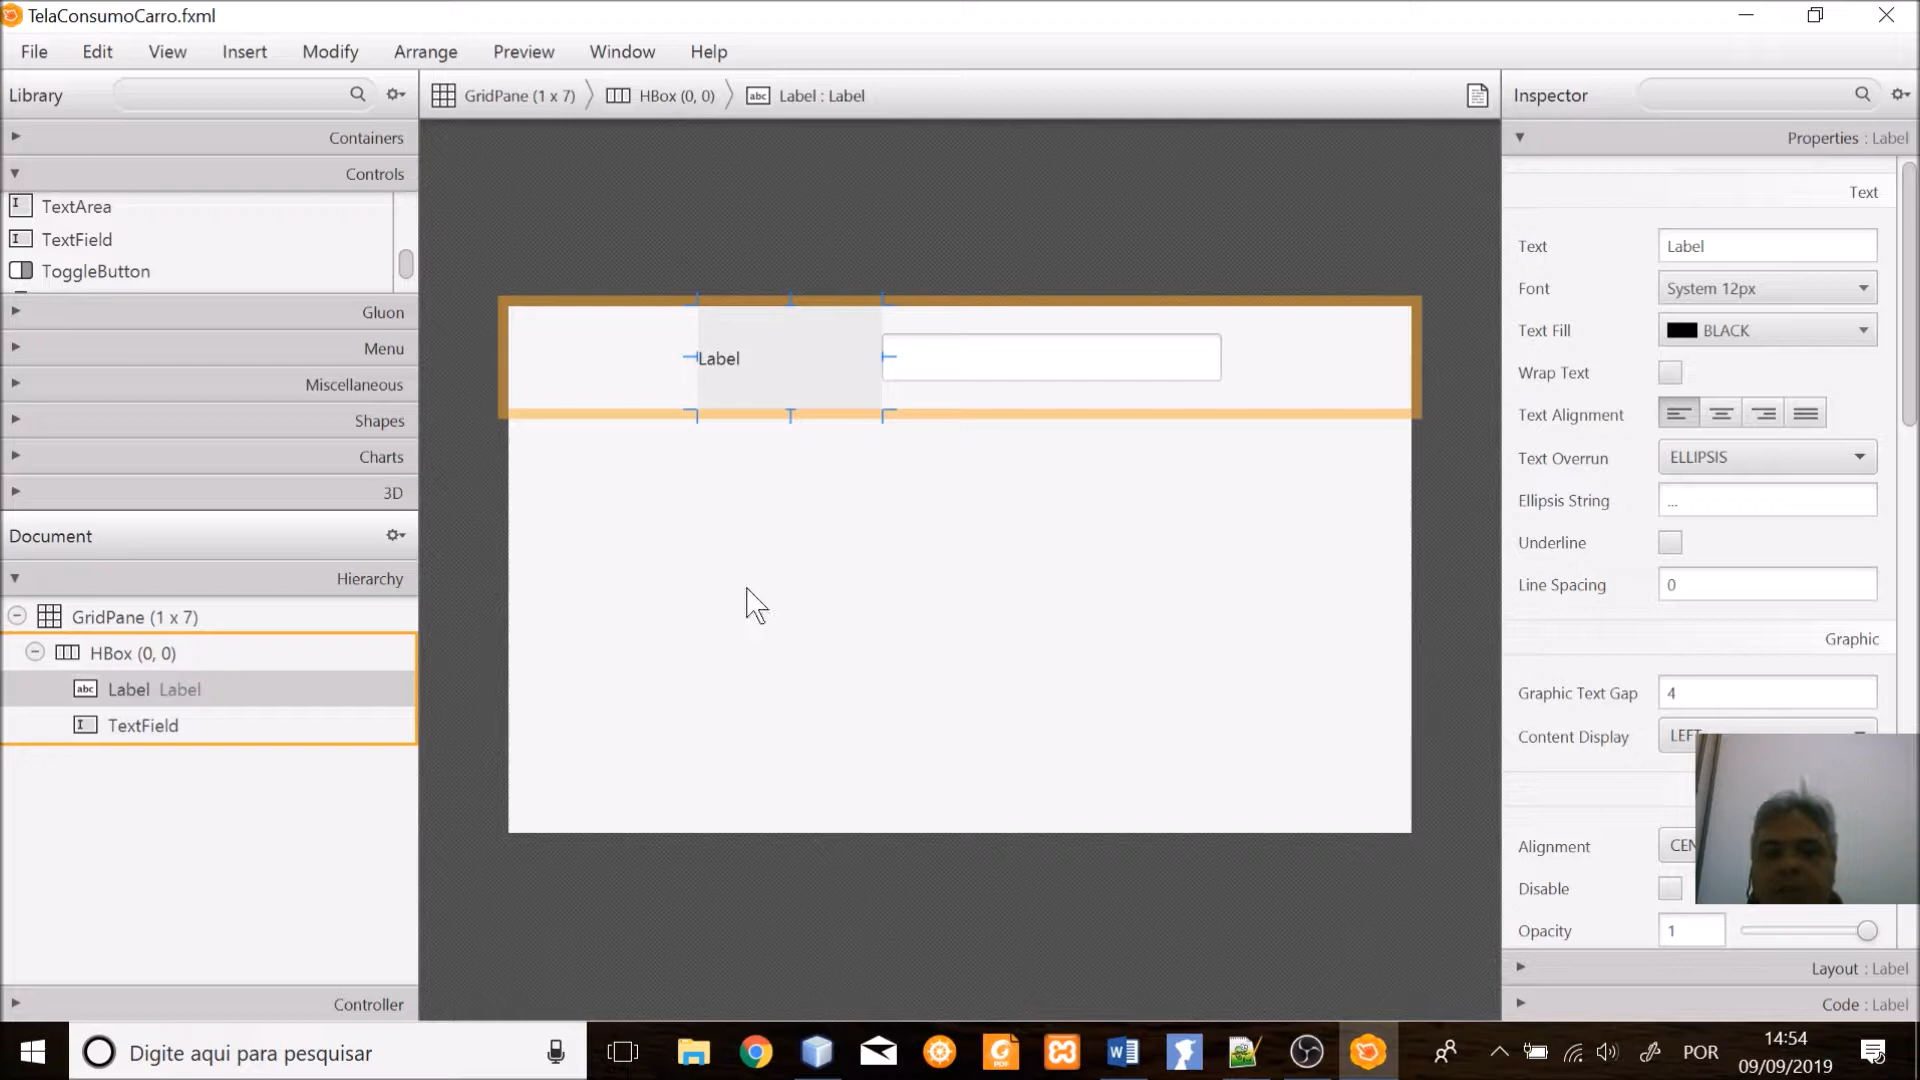 TelaConsumoCarro.fxml
File Edit View Insert Modify Arrange Preview Window Help
Library
GridPane (1 x 7) HBox (0, 0) abc Label : Label
Inspector
Containers
Controls
TextArea
TextField
ToggleButton
Gluon
Menu
Miscellaneous
Shapes
Charts
3D
Document
Hierarchy
GridPane (1 x 7)
HBox (0, 0)
abc Label Label
TextField
Controller
Label
Properties : Label
Text
Text Label
Font System 12px
Text Fill BLACK
Wrap Text
Text Alignment
Text Overrun ELLIPSIS
Ellipsis String ...
Underline
Line Spacing 0
Graphic
Graphic Text Gap 4
Content Display LEFT
Alignment CEN
Disable
Opacity 1
Layout : Label
Code : Label
Digite aqui para pesquisar
POR
14:54
09/09/2019